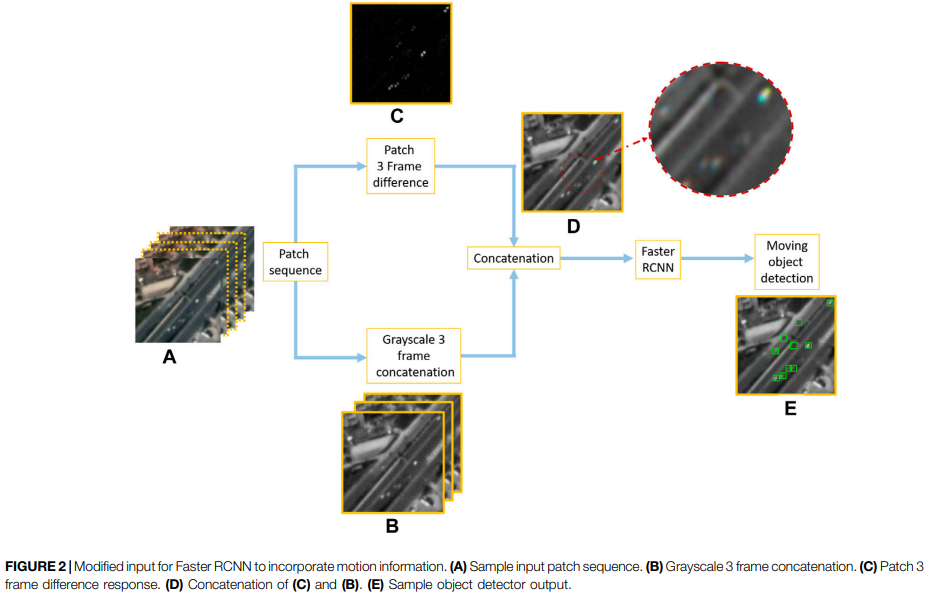 C
Patch
3 Frame
difference
D
Patch
sequence
Concatenation
Faster
RCNN
Moving
object
detection
A
Grayscale 3
frame
concatenation
E
B
FIGURE 2 | Modified input for Faster RCNN to incorporate motion information. (A) Sample input patch sequence. (B) Grayscale 3 frame concatenation. (C) Patch 3
frame difference response. (D) Concatenation of (C) and (B). (E) Sample object detector output.